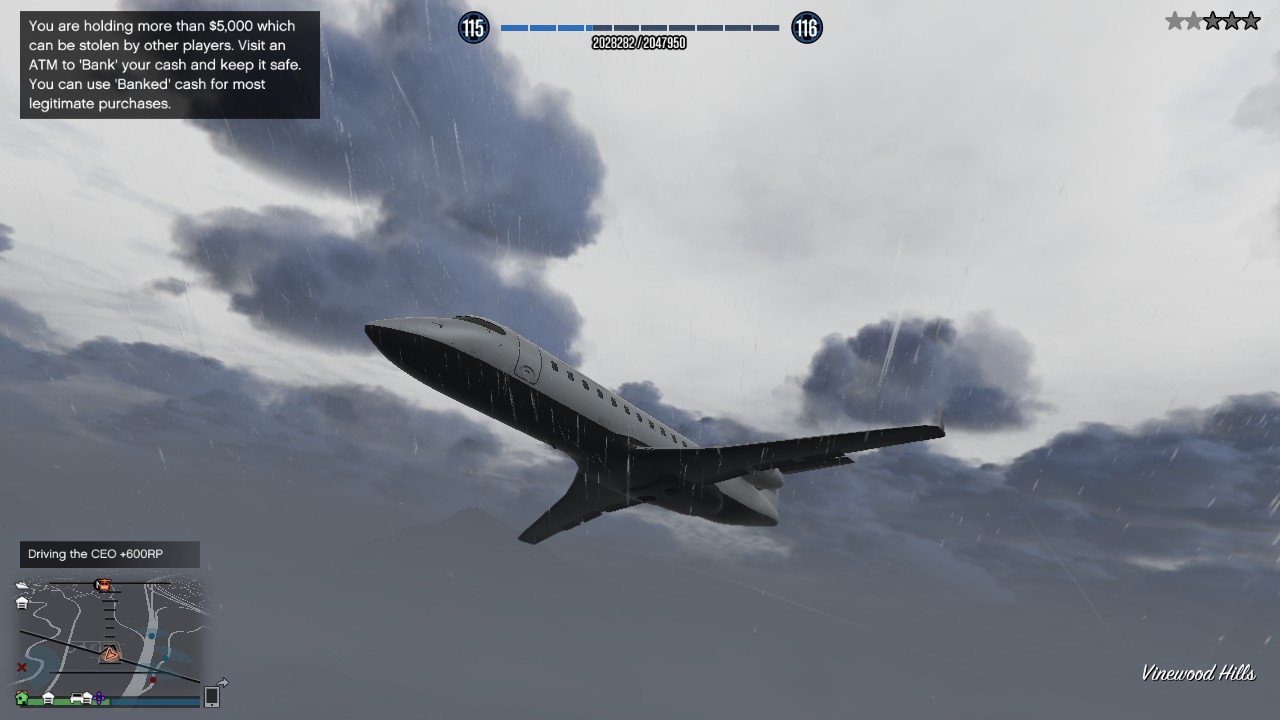 You are holding more than $5,000 which
can be stolen by other players. Visit an
ATM to 'Bank' your cash and keep it safe.
You can use 'Banked' cash for most
legitimate purchases.
115
116
2028282/2047950
Driving the CEO +600RP
Vinewood Hills